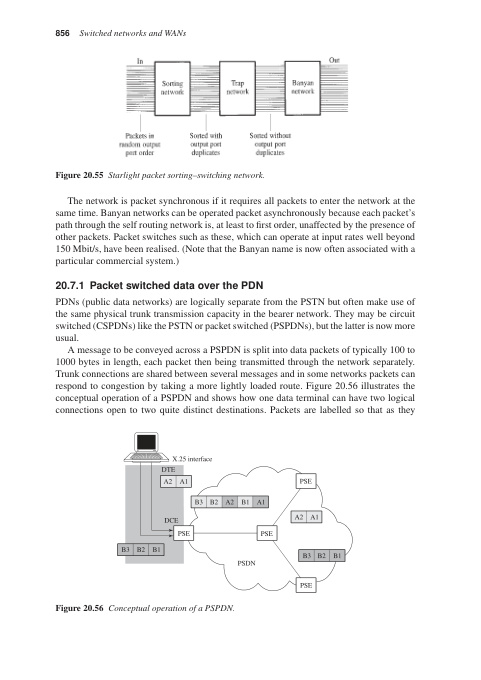 856 Switched networks and WANs
In
Out
Sorting
network
Trap
network
Banyan
network
Packets in
random output
port order
Sorted with
output port
duplicates
Sorted without
output port
duplicates
Figure 20.55 Starlight packet sorting–switching network.
The network is packet synchronous if it requires all packets to enter the network at the
same time. Banyan networks can be operated packet asynchronously because each packet's
path through the self routing network is, at least to first order, unaffected by the presence of
other packets. Packet switches such as these, which can operate at input rates well beyond
150 Mbit/s, have been realised. (Note that the Banyan name is now often associated with a
particular commercial system.)
20.7.1 Packet switched data over the PDN
PDNs (public data networks) are logically separate from the PSTN but often make use of
the same physical trunk transmission capacity in the bearer network. They may be circuit
switched (CSPDNs) like the PSTN or packet switched (PSPDNs), but the latter is now more
usual.
A message to be conveyed across a PSPDN is split into data packets of typically 100 to
1000 bytes in length, each packet then being transmitted through the network separately.
Trunk connections are shared between several messages and in some networks packets can
respond to congestion by taking a more lightly loaded route. Figure 20.56 illustrates the
conceptual operation of a PSPDN and shows how one data terminal can have two logical
connections open to two quite distinct destinations. Packets are labelled so that as they
X.25 interface
DTE
A2 A1
PSE
B3 B2 A2 B1 A1
A2 A1
DCE
PSE
PSE
B3 B2 B1
B3 B2 B1
PSDN
PSE
Figure 20.56 Conceptual operation of a PSPDN.